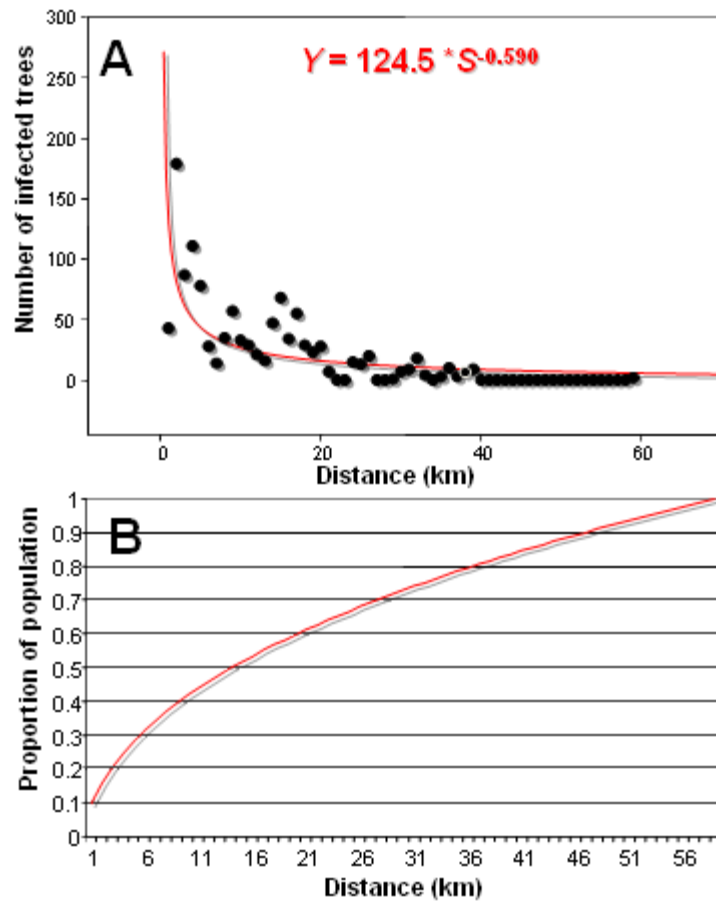 A
Y = 124.5 *S-0.590
Number of infected trees
300
250
200
150
100
50
0
0 20 40 60
Distance (km)
B
Proportion of population
1
0.9
0.8
0.7
0.6
0.5
0.4
0.3
0.2
0.1
0
1 6 11 16 21 26 31 36 41 46 51 56
Distance (km)